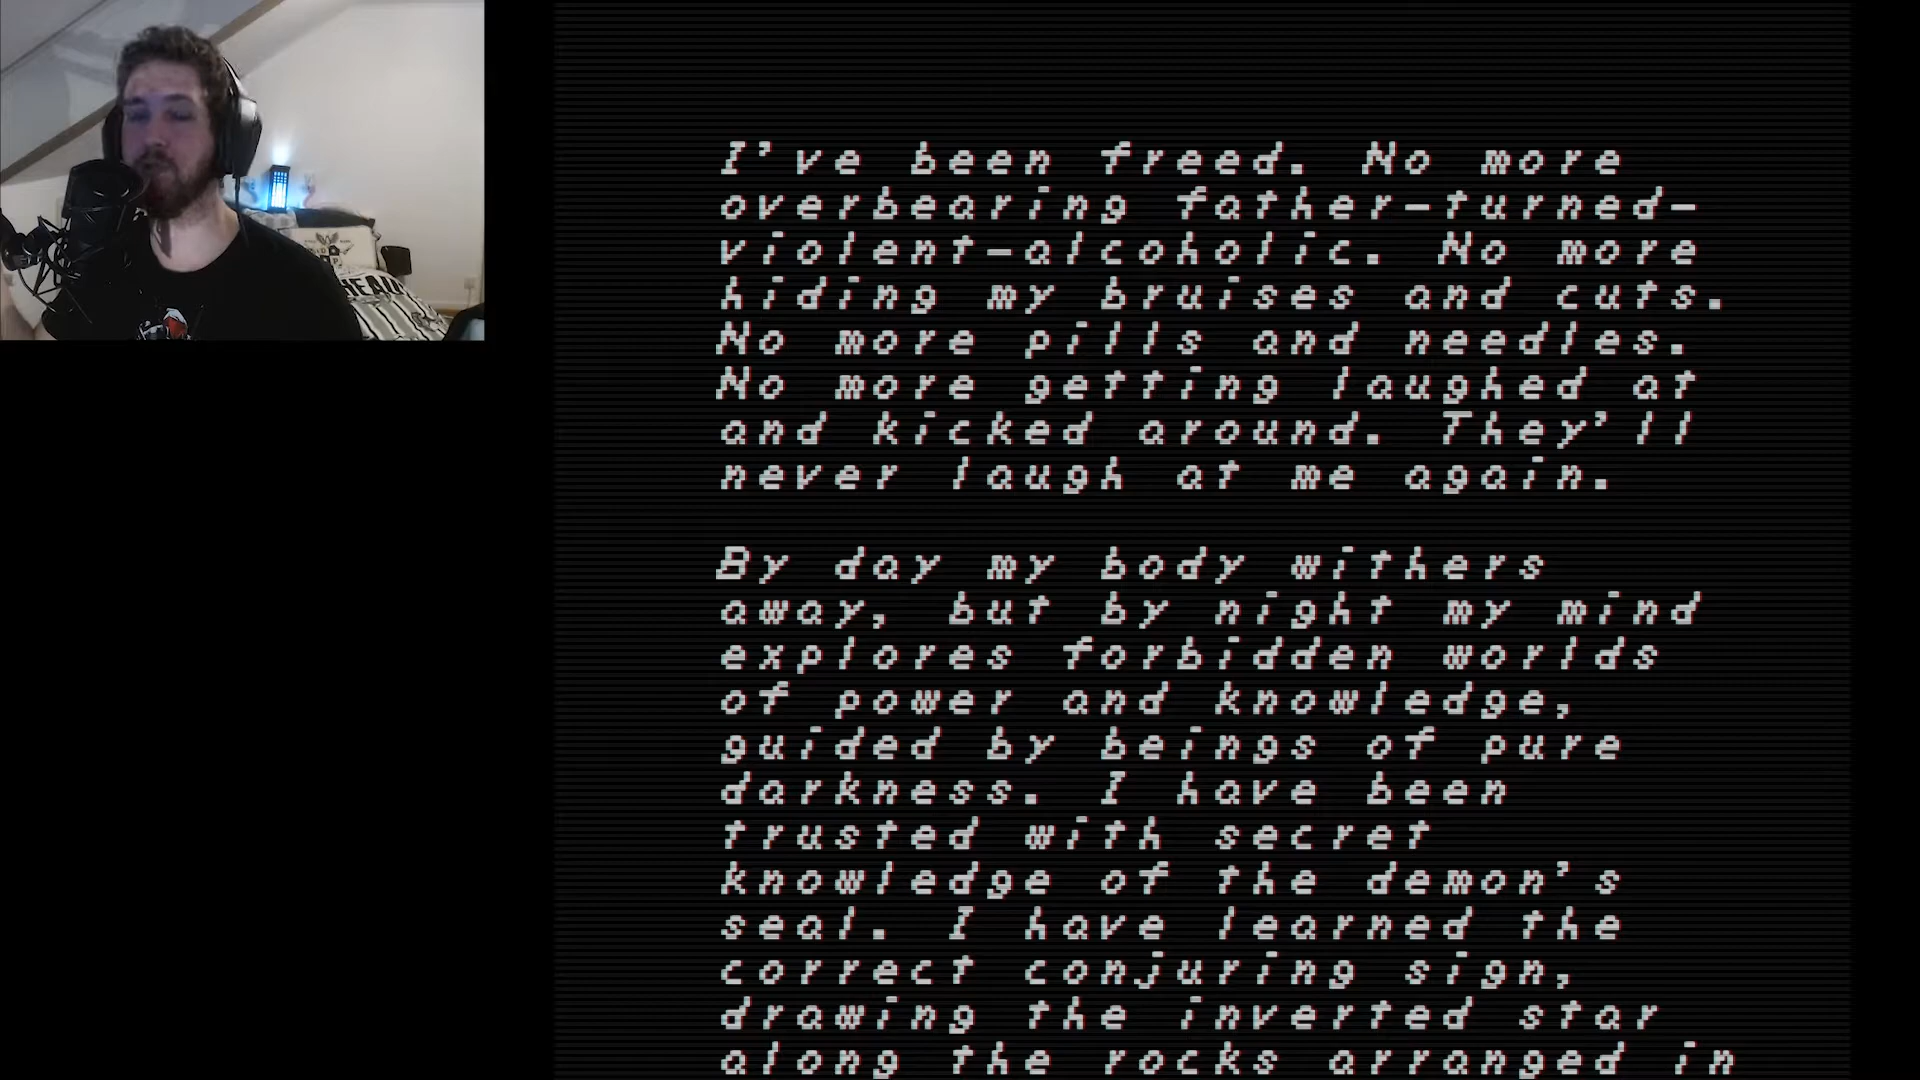 I've been freed. No more
overbearing father-turned-
violent-alcoholic. No more
hiding my bruises and cuts.
No more pills and needles.
No more getting laughed at
and kicked around. They'll
never laugh at me again.
By day my body withers
away, but by night my mind
explores forbidden worlds
of power and knowledge,
guided by beings of pure
darkness. I have been
trusted with secret
knowledge of the demon's
seal. I have learned the
correct conjuring sign,
drawing the inverted star
along the rocks arranged in